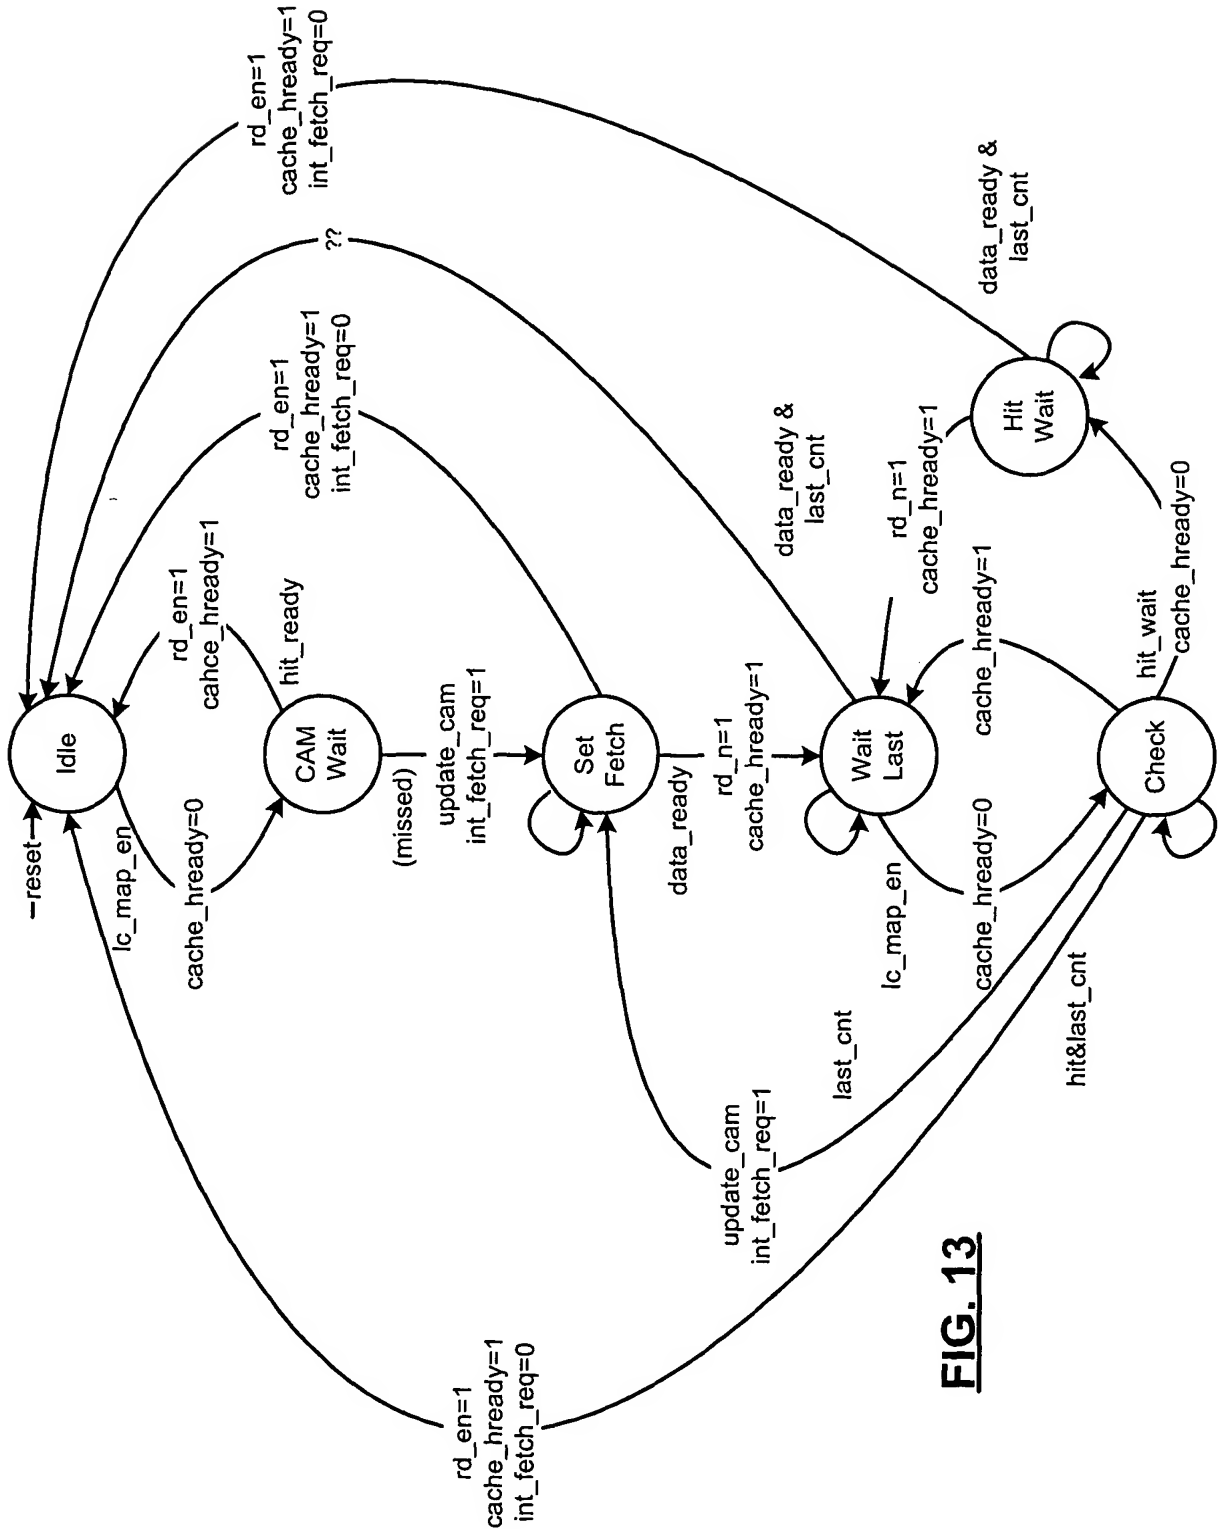 reset
Idle
lc_map_en
cache_hready=0
rd_en=1
cahce_hready=1
hit_ready
CAM
Wait
(missed)
update_cam
int_fetch_req=1
Set
Fetch
rd_en=1
cache_hready=1
int_fetch_req=0
??
rd_en=1
cache_hready=1
int_fetch_req=0
data_ready
rd_n=1
cache_hready=1
data_ready &
last_cnt
Wait
Last
lc_map_en
cache_hready=0
cache_hready=1
rd_n=1
cache_hready=1
Hit
Wait
data_ready &
last_cnt
hit_wait
cache_hready=0
Check
last_cnt
update_cam
int_fetch_req=1
hit&last_cnt
rd_en=1
cache_hready=1
int_fetch_req=0
FIG. 13